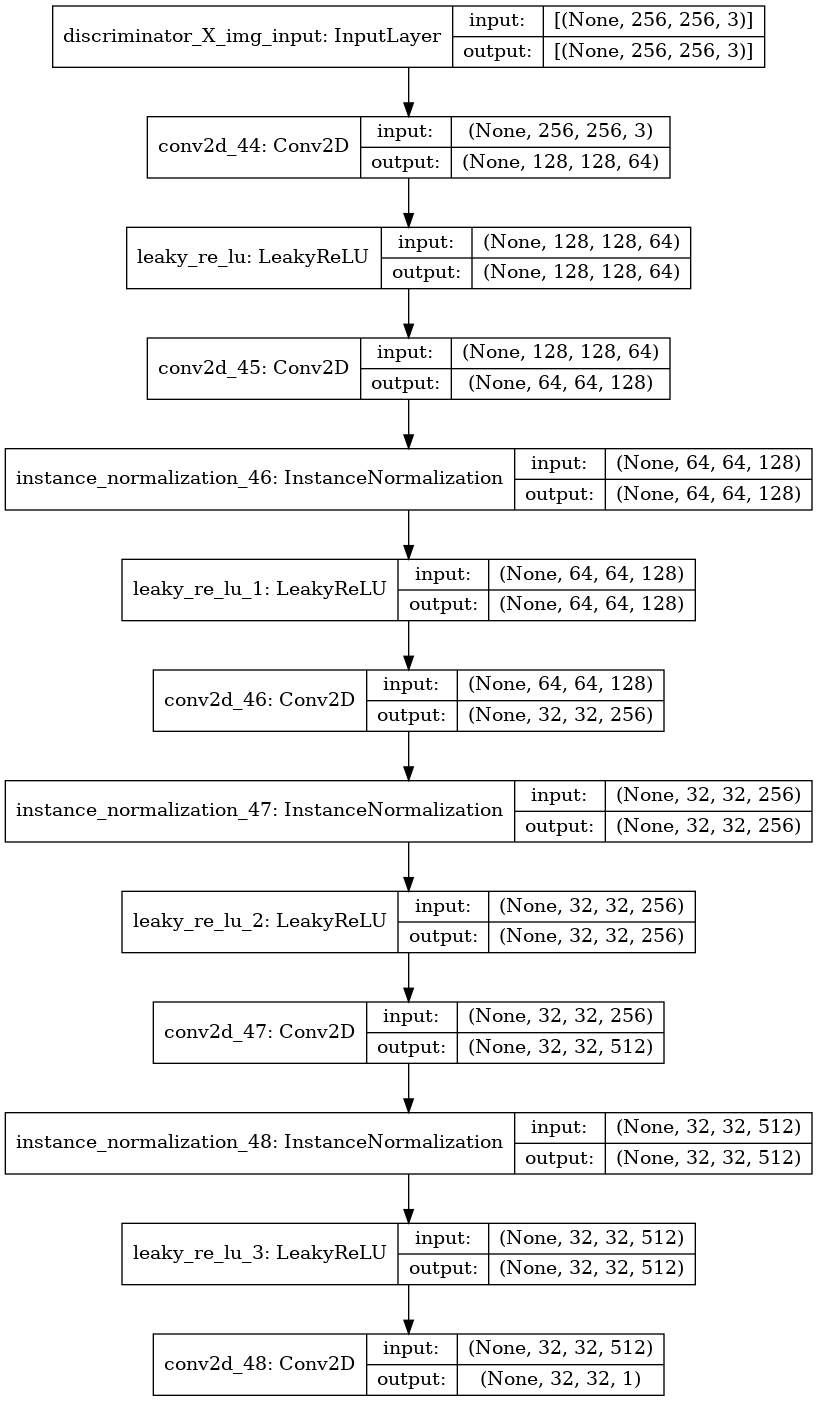 discriminator_X_img_input: InputLayer
input: [(None, 256, 256, 3)]
output: [(None, 256, 256, 3)]
conv2d_44: Conv2D
input: (None, 256, 256, 3)
output: (None, 128, 128, 64)
leaky_re_lu: LeakyReLU
input: (None, 128, 128, 64)
output: (None, 128, 128, 64)
conv2d_45: Conv2D
input: (None, 128, 128, 64)
output: (None, 64, 64, 128)
instance_normalization_46: InstanceNormalization
input: (None, 64, 64, 128)
output: (None, 64, 64, 128)
leaky_re_lu_1: LeakyReLU
input: (None, 64, 64, 128)
output: (None, 64, 64, 128)
conv2d_46: Conv2D
input: (None, 64, 64, 128)
output: (None, 32, 32, 256)
instance_normalization_47: InstanceNormalization
input: (None, 32, 32, 256)
output: (None, 32, 32, 256)
leaky_re_lu_2: LeakyReLU
input: (None, 32, 32, 256)
output: (None, 32, 32, 256)
conv2d_47: Conv2D
input: (None, 32, 32, 256)
output: (None, 32, 32, 512)
instance_normalization_48: InstanceNormalization
input: (None, 32, 32, 512)
output: (None, 32, 32, 512)
leaky_re_lu_3: LeakyReLU
input: (None, 32, 32, 512)
output: (None, 32, 32, 512)
conv2d_48: Conv2D
input: (None, 32, 32, 512)
output: (None, 32, 32, 1)